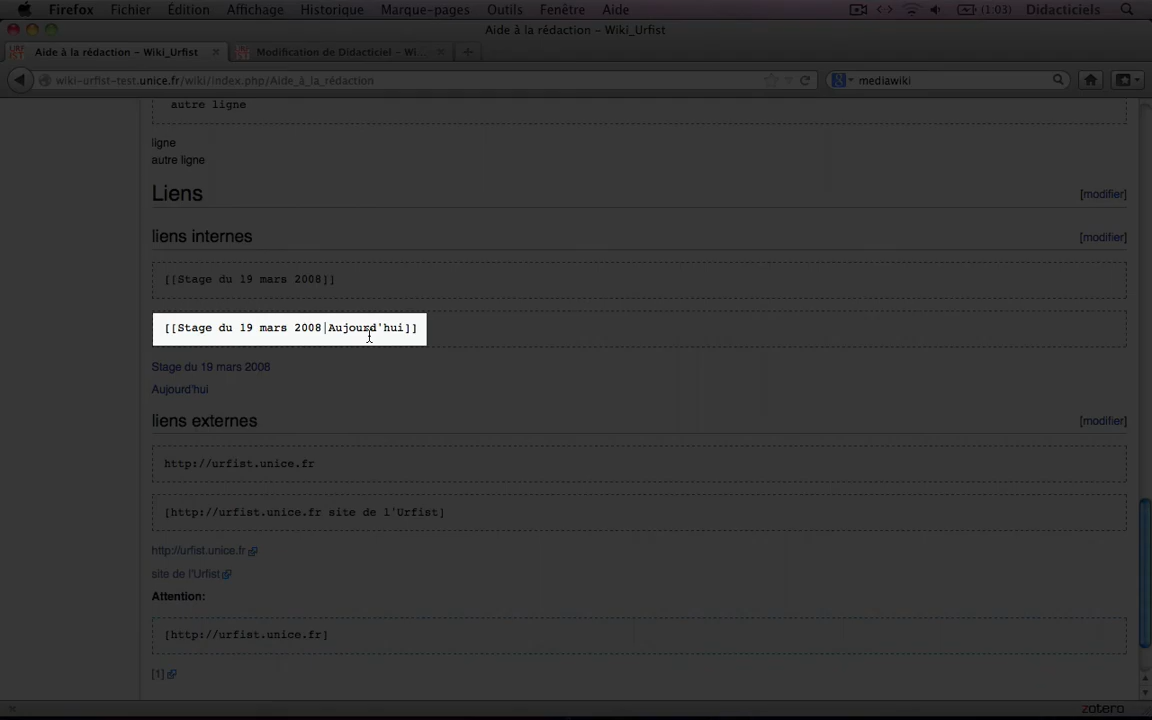 Firefox Fichier Édition Affichage Historique Marque-pages Outils Fenêtre Aide (1:03) Didacticiels
Aide à la rédaction – Wiki_Urfist
Aide à la rédaction – Wiki_Urfist Modification de Didacticiel – Wi...
wiki-urfist-test.unice.fr/wiki/index.php/Aide_à_la_rédaction mediawiki
autre ligne
ligne
autre ligne
Liens [modifier]
liens internes [modifier]
[[Stage du 19 mars 2008]]
[[Stage du 19 mars 2008|Aujourd'hui]]
Stage du 19 mars 2008
Aujourd'hui
liens externes [modifier]
http://urfist.unice.fr
[http://urfist.unice.fr site de l'Urfist]
http://urfist.unice.fr
site de l'Urfist
Attention:
[http://urfist.unice.fr]
[1]
zotero